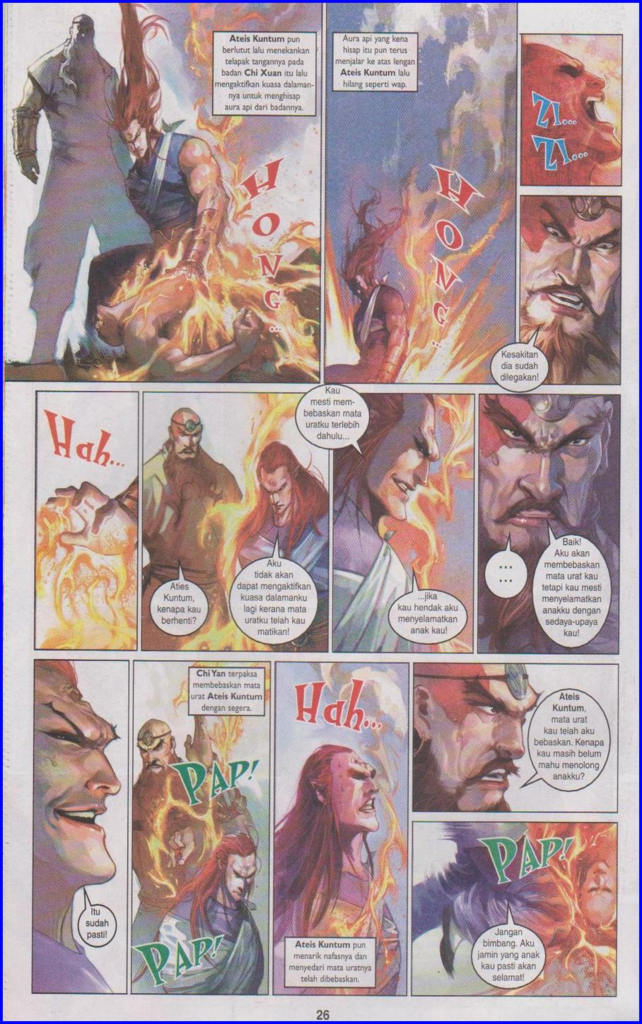 Ateis Kuntum pun
berlutut lalu menekankan
telapak tangannya pada
badan Chi Xuan itu lalu
mengaktifkan kuasa dalaman-
nya untuk menghisap
aura api dari badannya.
HONG...
Aura api yang kena
hisap itu pun terus
menjalar ke atas lengan
Ateis Kuntum lalu
hilang seperti wap.
HONG...
ZI...
ZI...
Kesakitan
dia sudah
dilegakan!
Hah...
Aties
Kuntum,
kenapa kau
berhenti?
Aku
tidak akan
dapat mengaktifkan
kuasa dalamanku
lagi kerana mata
uratku telah kau
matikan!
Kau
mesti mem-
bebaskan mata
uratku terlebih
dahulu...
...jika
kau hendak aku
menyelamatkan
anak kau!
...
...
Baik!
Aku akan
membebaskan
mata urat kau
tetapi kau mesti
menyelamatkan
anakku dengan
sedaya-upaya
kau!
Itu
sudah
pasti!
Chi Yan terpaksa
membebaskan mata
urat Ateis Kuntum
dengan segera.
PAP!
PAP!
Hah...
Ateis Kuntum pun
menarik nafasnya dan
menyedari mata uratnya
telah dibebaskan.
Ateis
Kuntum,
mata urat
kau telah aku
bebaskan. Kenapa
kau masih belum
mahu menolong
anakku?
PAP!
Jangan
bimbang. Aku
jamin yang anak
kau pasti akan
selamat!
26